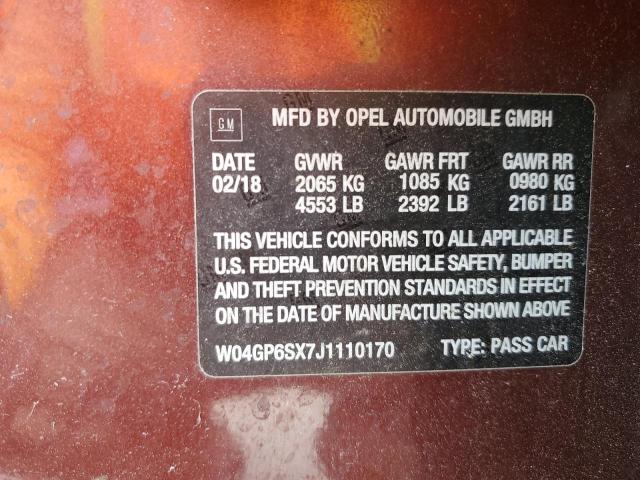 GM
MFD BY OPEL AUTOMOBILE GMBH
DATE GVWR GAWR FRT GAWR RR
02/18 2065 KG 1085 KG 0980 KG
4553 LB 2392 LB 2161 LB
THIS VEHICLE CONFORMS TO ALL APPLICABLE
U.S. FEDERAL MOTOR VEHICLE SAFETY, BUMPER
AND THEFT PREVENTION STANDARDS IN EFFECT
ON THE DATE OF MANUFACTURE SHOWN ABOVE
W04GP6SX7J1110170 TYPE: PASS CAR